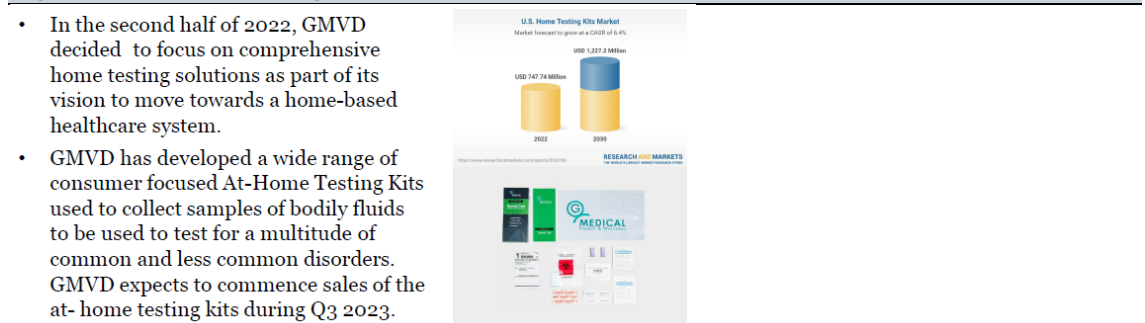 • In the second half of 2022, GMVD
decided to focus on comprehensive
home testing solutions as part of its
vision to move towards a home-based
healthcare system.
• GMVD has developed a wide range of
consumer focused At-Home Testing Kits
used to collect samples of bodily fluids
to be used to test for a multitude of
common and less common disorders.
GMVD expects to commence sales of the
at- home testing kits during Q3 2023.
U.S. Home Testing Kits Market
Market forecast to grow at a CAGR of 6.4%
USD 1,227.2 Million
USD 747.74 Million
2022
2030
RESEARCH AND MARKETS
THE WORLD'S LARGEST MARKET RESEARCH STORE
MEDICAL
Health & Wellness